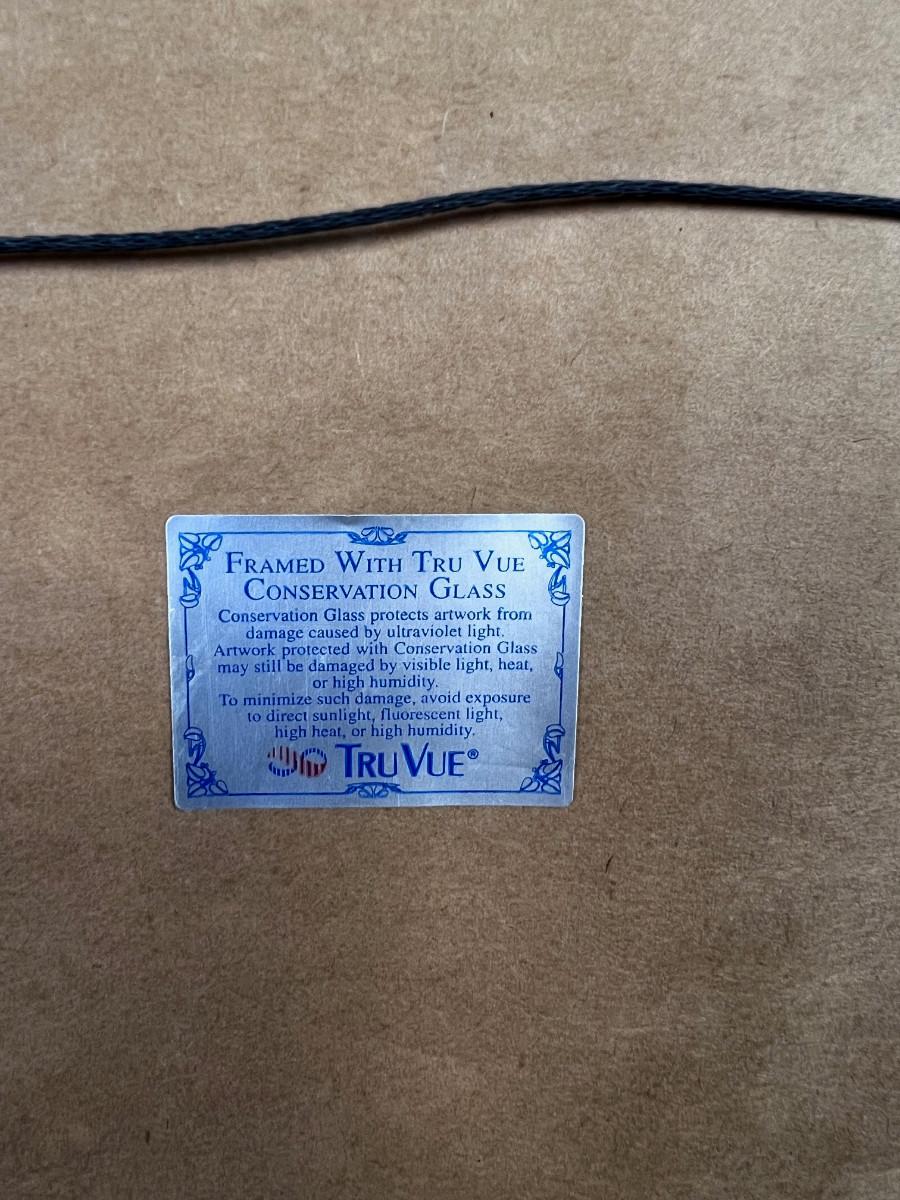 FRAMED WITH TRU VUE
CONSERVATION GLASS
Conservation Glass protects artwork from
damage caused by ultraviolet light.
Artwork protected with Conservation Glass
may still be damaged by visible light, heat,
or high humidity.
To minimize such damage, avoid exposure
to direct sunlight, fluorescent light,
high heat, or high humidity.
TRU VUE®